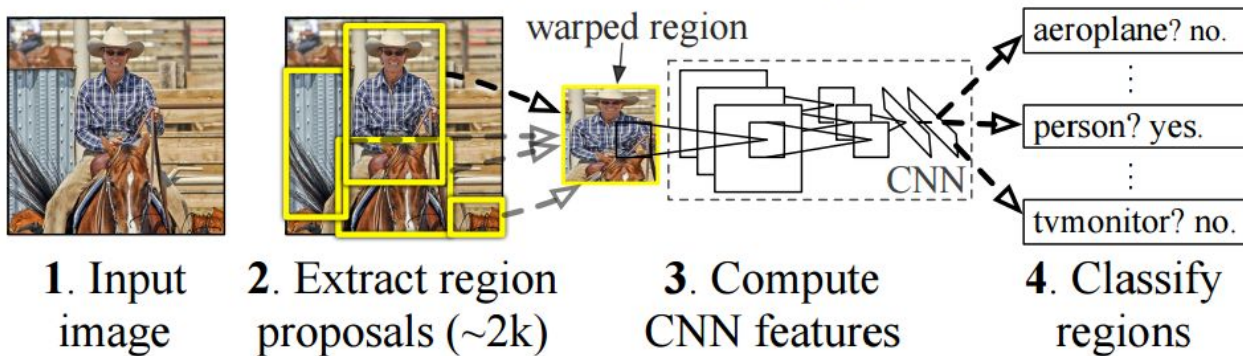 warped region
aeroplane? no.
person? yes.
CNN
tvmonitor? no.
1. Input
image
2. Extract region
proposals (~2k)
3. Compute
CNN features
4. Classify
regions